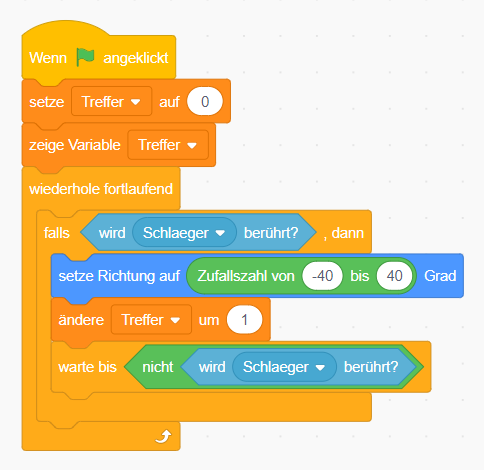 Wenn angeklickt
setze Treffer auf 0
zeige Variable Treffer
wiederhole fortlaufend
falls wird Schlaeger berührt? , dann
setze Richtung auf Zufallszahl von -40 bis 40 Grad
ändere Treffer um 1
warte bis nicht wird Schlaeger berührt?